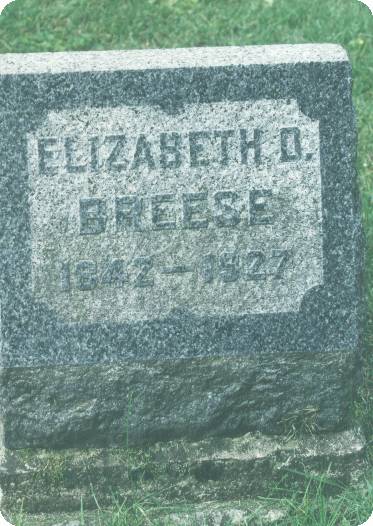 ELIZABETH D.
BREESE
1842-1927